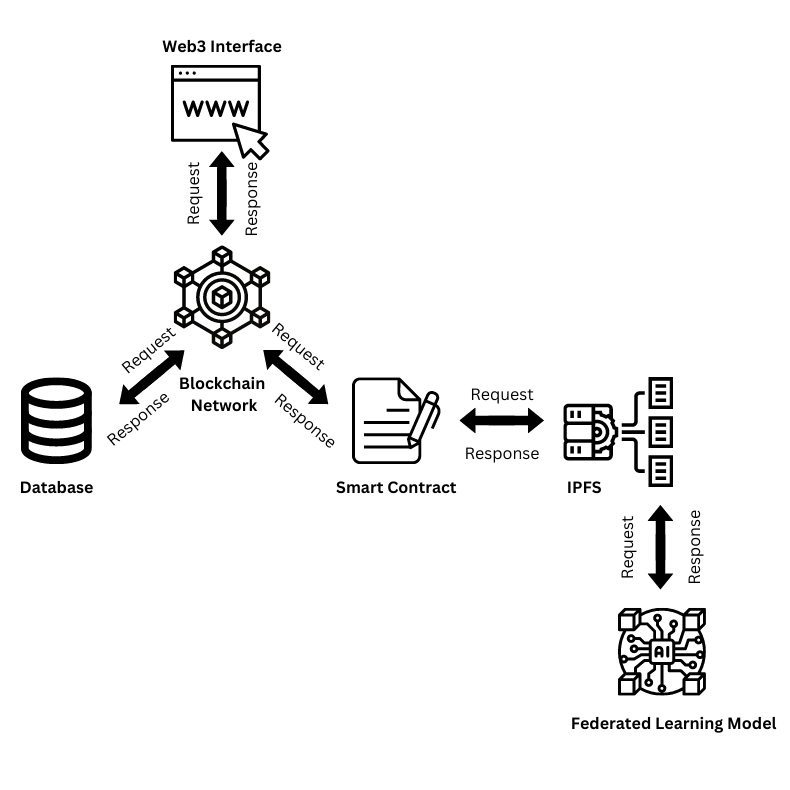 Web3 Interface
WWW
Request
Response
Request
Request
Blockchain
Network
Response
Response
Request
Response
Database
Smart Contract
IPFS
Request
Response
AI
Federated Learning Model